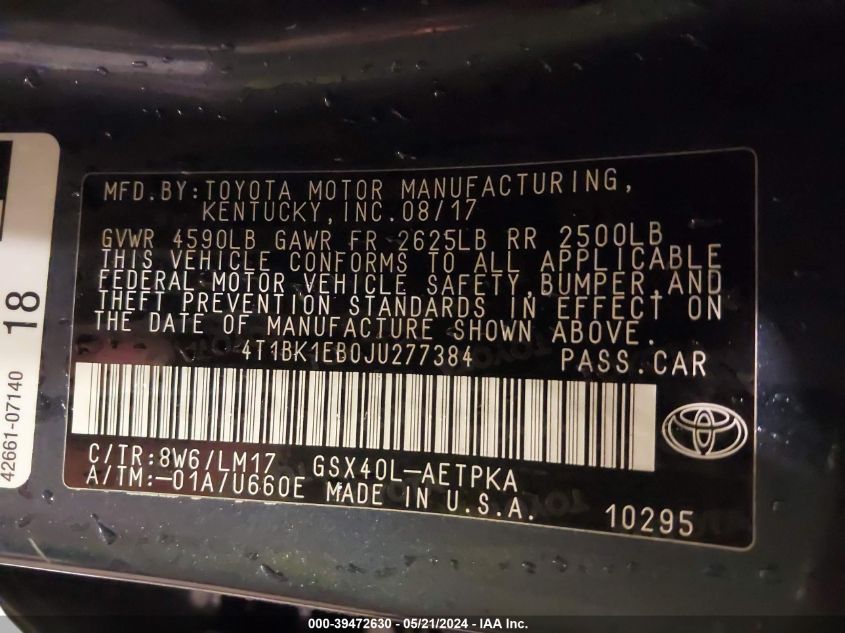 MFD.BY:TOYOTA MOTOR MANUFACTURING,
KENTUCKY, INC. 08/17
GVWR 4590LB GAWR FR 2625LB RR 2500LB
THIS VEHICLE CONFORMS TO ALL APPLICABLE
FEDERAL MOTOR VEHICLE SAFETY, BUMPER, AND
THEFT PREVENTION STANDARDS IN EFFECT ON
THE DATE OF MANUFACTURE SHOWN ABOVE.
4T1BK1EB0JU277384 PASS.CAR
C/TR:8W6/LM17 GSX40L-AETPKA
A/TM:-01A/U660E MADE IN U.S.A.
10295
42661-07140
18
000-39472630 - 05/21/2024 - IAA Inc.